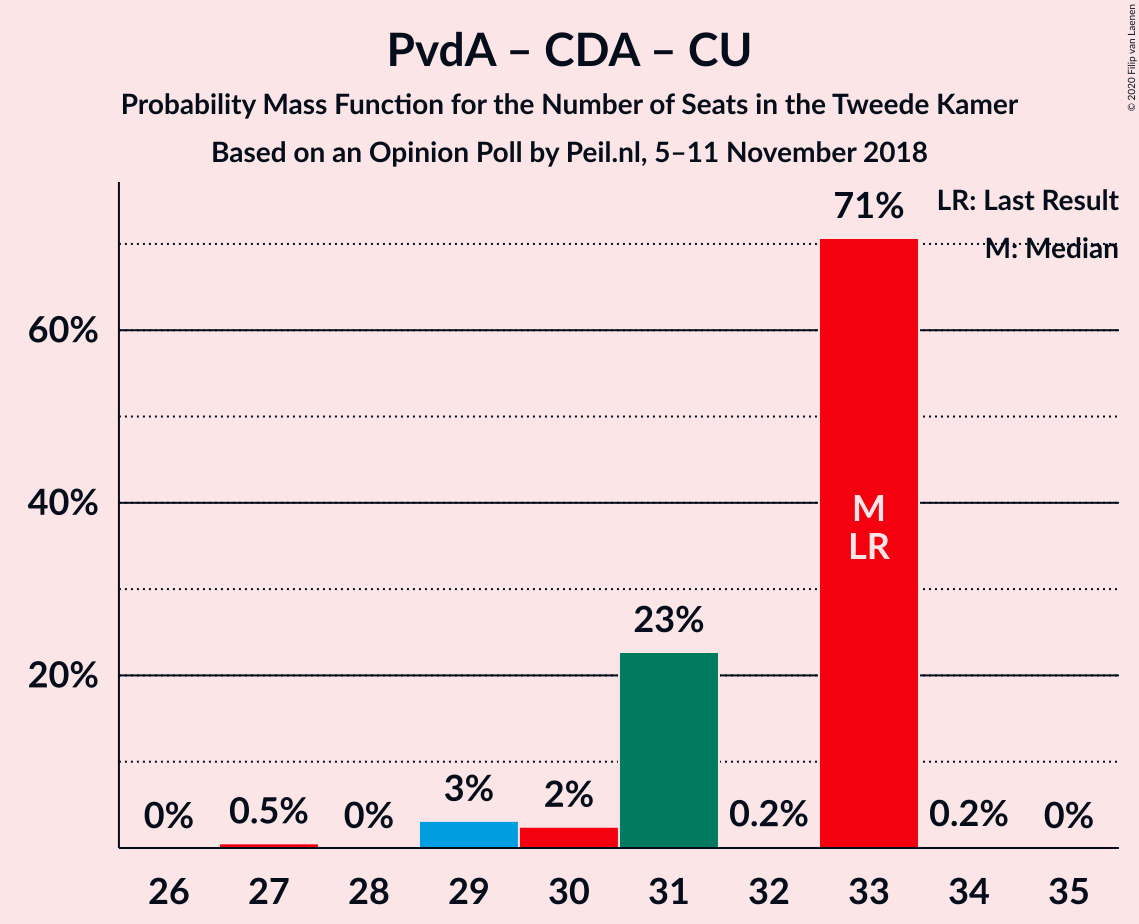 PvdA – CDA – CU
Probability Mass Function for the Number of Seats in the Tweede Kamer
Based on an Opinion Poll by Peil.nl, 5–11 November 2018
© 2020 Filip van Laenen
LR: Last Result
M: Median
60%
40%
20%
0%
0.5%
0%
3%
2%
23%
0.2%
71%
0.2%
0%
M
LR
26 27 28 29 30 31 32 33 34 35